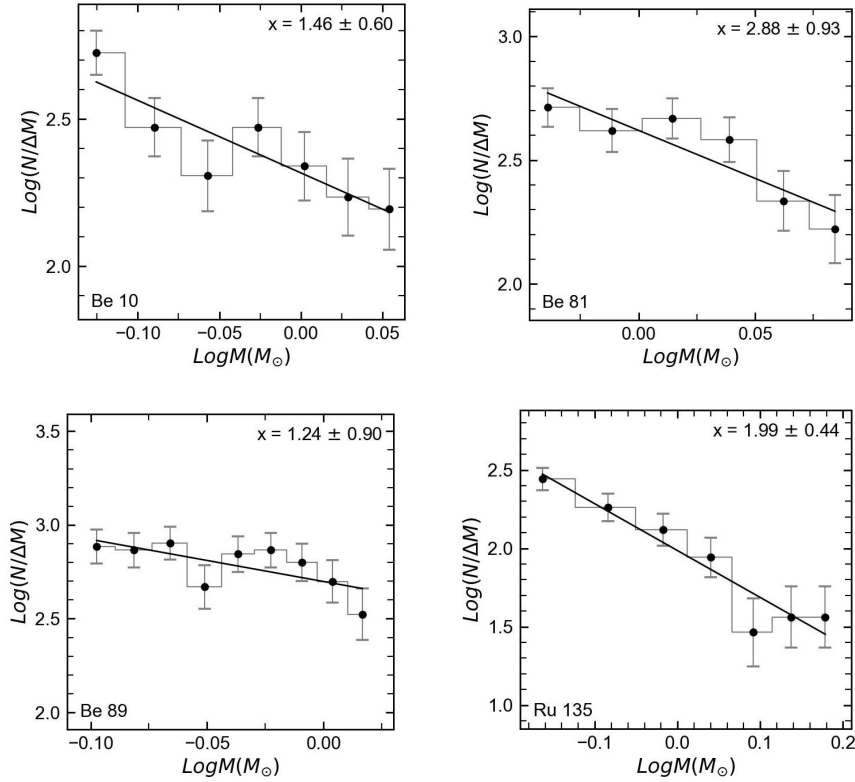 x = 1.46 ± 0.60
2.5
2.0
Log(N/ΔM)
Be 10
−0.10
−0.05
0.00
0.05
LogM(M⊙)
x = 2.88 ± 0.93
3.0
2.5
2.0
Log(N/ΔM)
Be 81
0.00
0.05
LogM(M⊙)
x = 1.24 ± 0.90
3.5
3.0
2.5
2.0
Log(N/ΔM)
Be 89
−0.10
−0.05
0.00
LogM(M⊙)
x = 1.99 ± 0.44
2.5
2.0
1.5
1.0
Log(N/ΔM)
Ru 135
−0.1
0.0
0.1
0.2
LogM(M⊙)